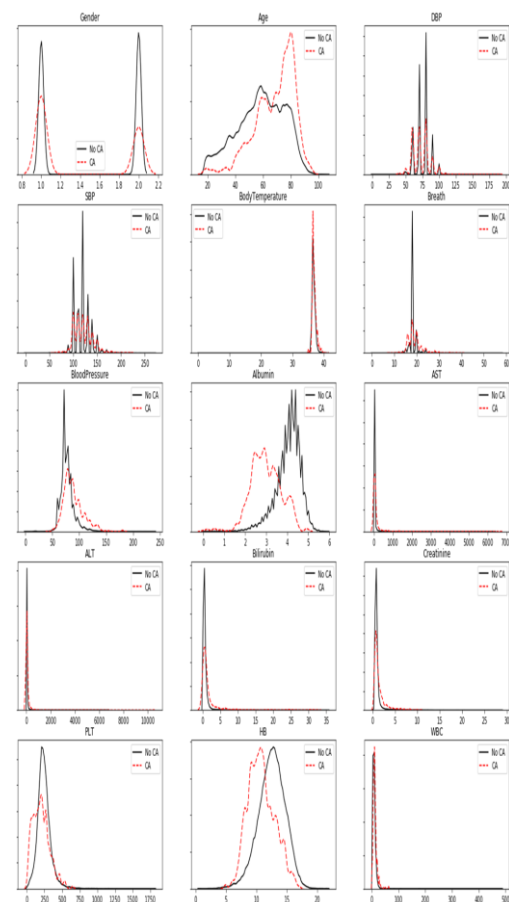 Gender
Age
DBP
No CA
CA
No CA
CA
No CA
CA
0.8 1.0 1.2 1.4 1.6 1.8 2.0 2.2
20 40 60 80 100
0 25 50 75 100 125 150 175 200
SBP
BodyTemperature
Breath
No CA
CA
No CA
CA
No CA
CA
0 50 100 150 200 250
0 10 20 30 40
0 10 20 30 40 50 60
BloodPressure
Albumin
AST
No CA
CA
No CA
CA
No CA
CA
0 50 100 150 200 250
0 1 2 3 4 5 6
0 1000 2000 3000 4000 5000 6000 7000
ALT
Bilirubin
Creatinine
No CA
CA
No CA
CA
No CA
CA
0 2000 4000 6000 8000 10000
0 5 10 15 20 25 30 35
0 5 10 15 20 25 30
PLT
HB
WBC
No CA
CA
No CA
CA
No CA
CA
0 250 500 750 1000 1250 1500 1750
0 5 10 15 20
0 100 200 300 400 500